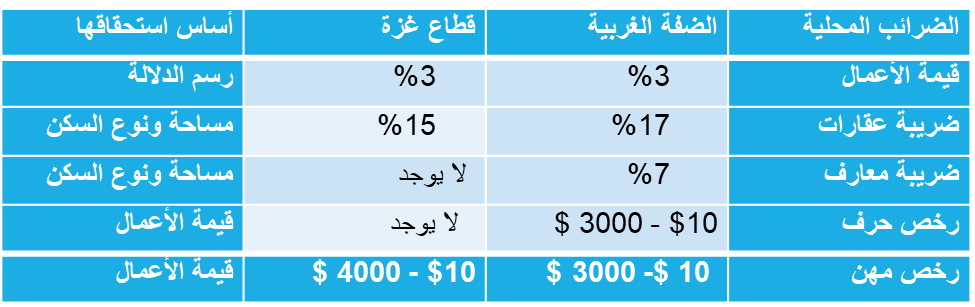 الضرائب المحلية الضفة الغربية قطاع غزة أساس استحقاقها
قيمة الأعمال %3 %3 رسم الدلالة
ضريبة عقارات %17 %15 مساحة ونوع السكن
ضريبة معارف %7 لا يوجد مساحة ونوع السكن
رخص حرف 10$ - 3000 $ لا يوجد قيمة الأعمال
رخص مهن 10 $- 3000 $ 10$ - 4000 $ قيمة الأعمال